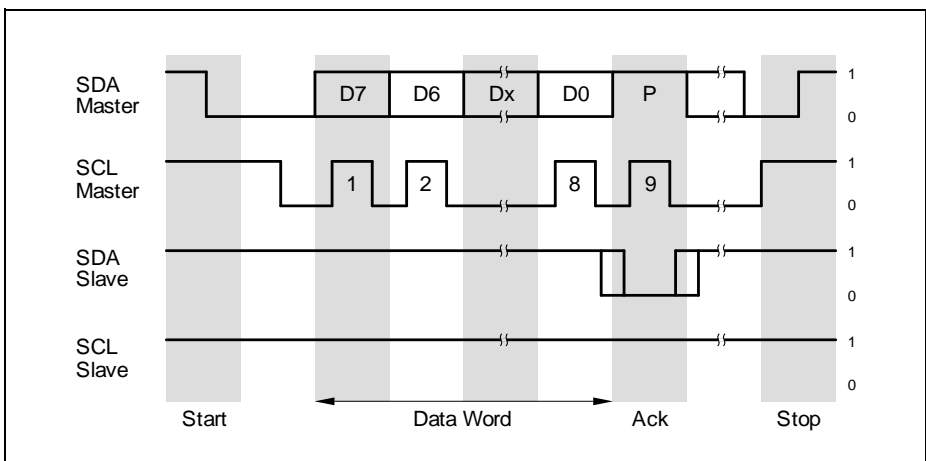 SDA
Master
D7 D6 Dx D0 P
1
0
SCL
Master
1 2 8 9
1
0
SDA
Slave
1
0
SCL
Slave
1
0
Start Data Word Ack Stop